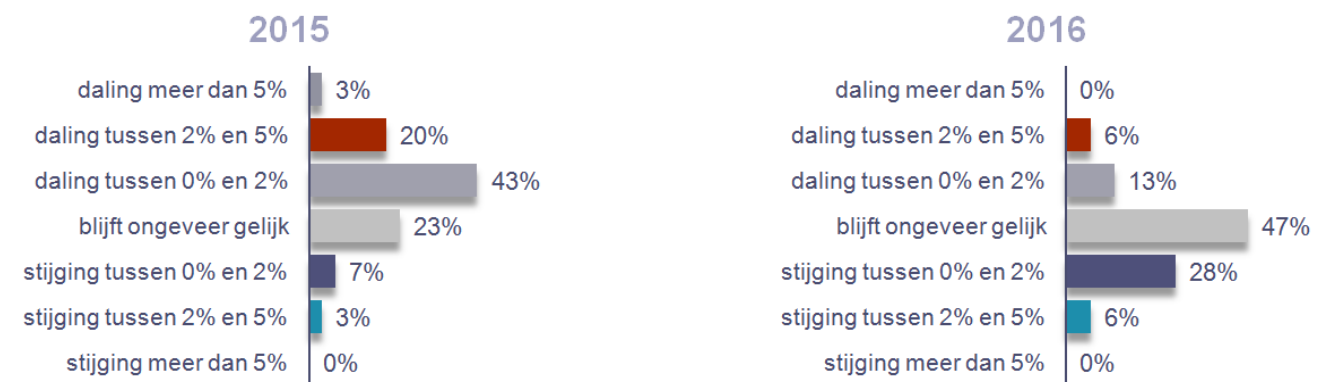 2015
daling meer dan 5% 3%
daling tussen 2% en 5% 20%
daling tussen 0% en 2% 43%
blijft ongeveer gelijk 23%
stijging tussen 0% en 2% 7%
stijging tussen 2% en 5% 3%
stijging meer dan 5% 0%
2016
daling meer dan 5% 0%
daling tussen 2% en 5% 6%
daling tussen 0% en 2% 13%
blijft ongeveer gelijk 47%
stijging tussen 0% en 2% 28%
stijging tussen 2% en 5% 6%
stijging meer dan 5% 0%